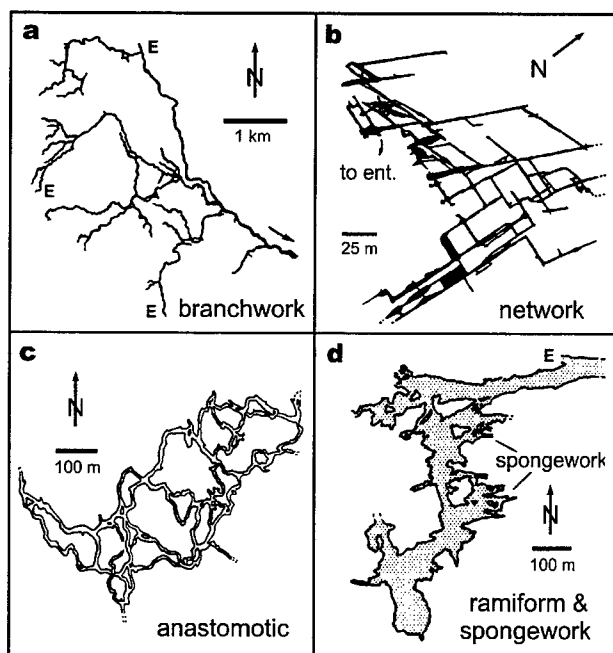 a
E
N
1 km
E
E
branchwork
b
N
to ent.
25 m
network
c
N
100 m
anastomotic
d
E
spongework
N
100 m
ramiform &
spongework